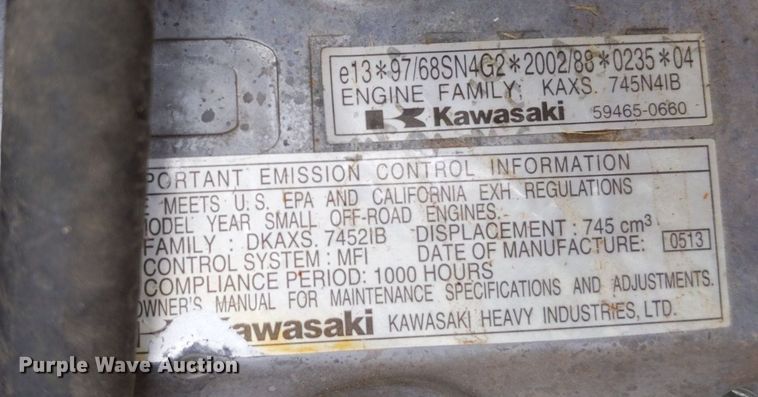 e13*97/68SN4G2*2002/88*0235*04
ENGINE FAMILY: KAXS. 745N4IB
Kawasaki 59465-0660
PORTANT EMISSION CONTROL INFORMATION
E MEETS U.S. EPA AND CALIFORNIA EXH. REGULATIONS
MODEL YEAR SMALL OFF-ROAD ENGINES.
FAMILY: DKAXS. 7452IB DISPLACEMENT: 745 cm³
CONTROL SYSTEM: MFI DATE OF MANUFACTURE: 0513
COMPLIANCE PERIOD: 1000 HOURS
OWNER'S MANUAL FOR MAINTENANCE SPECIFICATIONS AND ADJUSTMENTS.
Kawasaki KAWASAKI HEAVY INDUSTRIES, LTD.
Purple Wave Auction